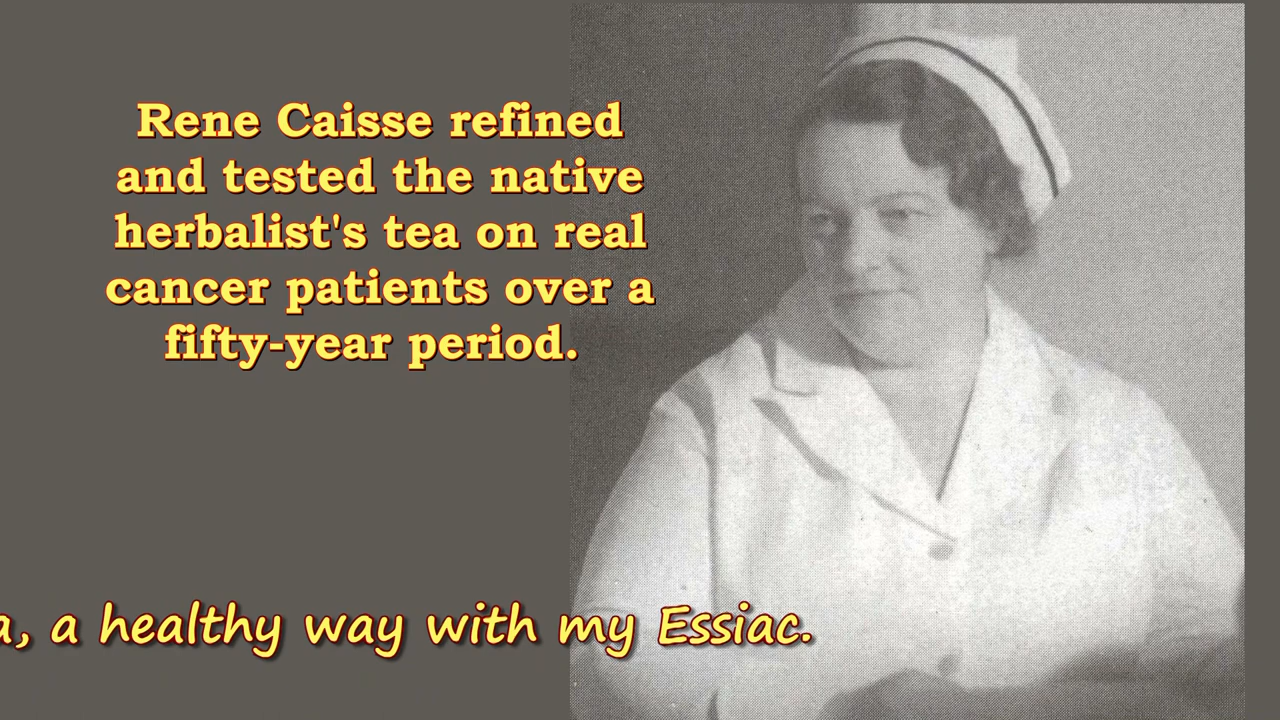 Rene Caisse refined
and tested the native
herbalist's tea on real
cancer patients over a
fifty-year period.
a, a healthy way with my Essiac.